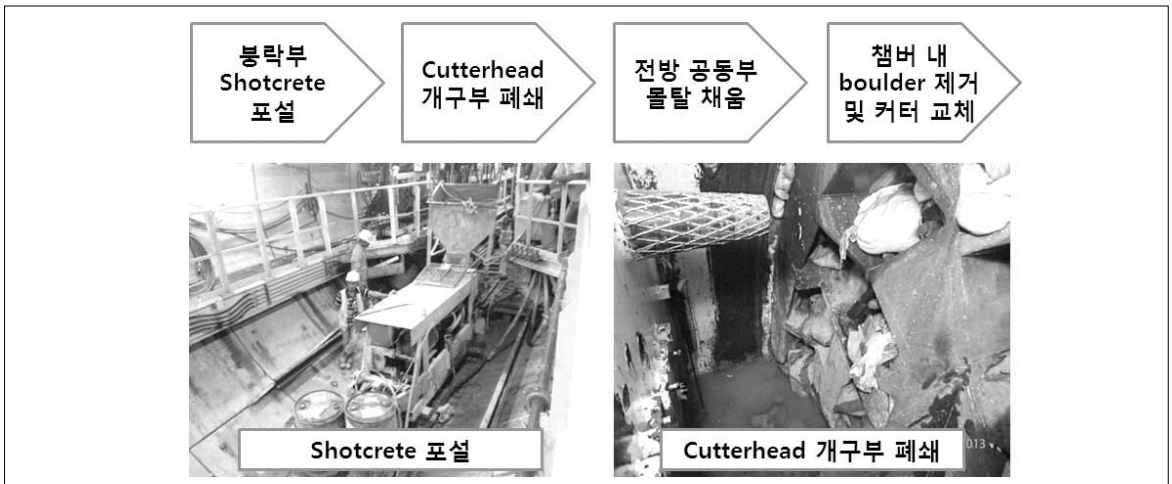 붕락부
Shotcrete
포설
Cutterhead
개구부 폐쇄
전방 공동부
몰탈 채움
챔버 내
boulder 제거
및 커터 교체
Shotcrete 포설
Cutterhead 개구부 폐쇄
013